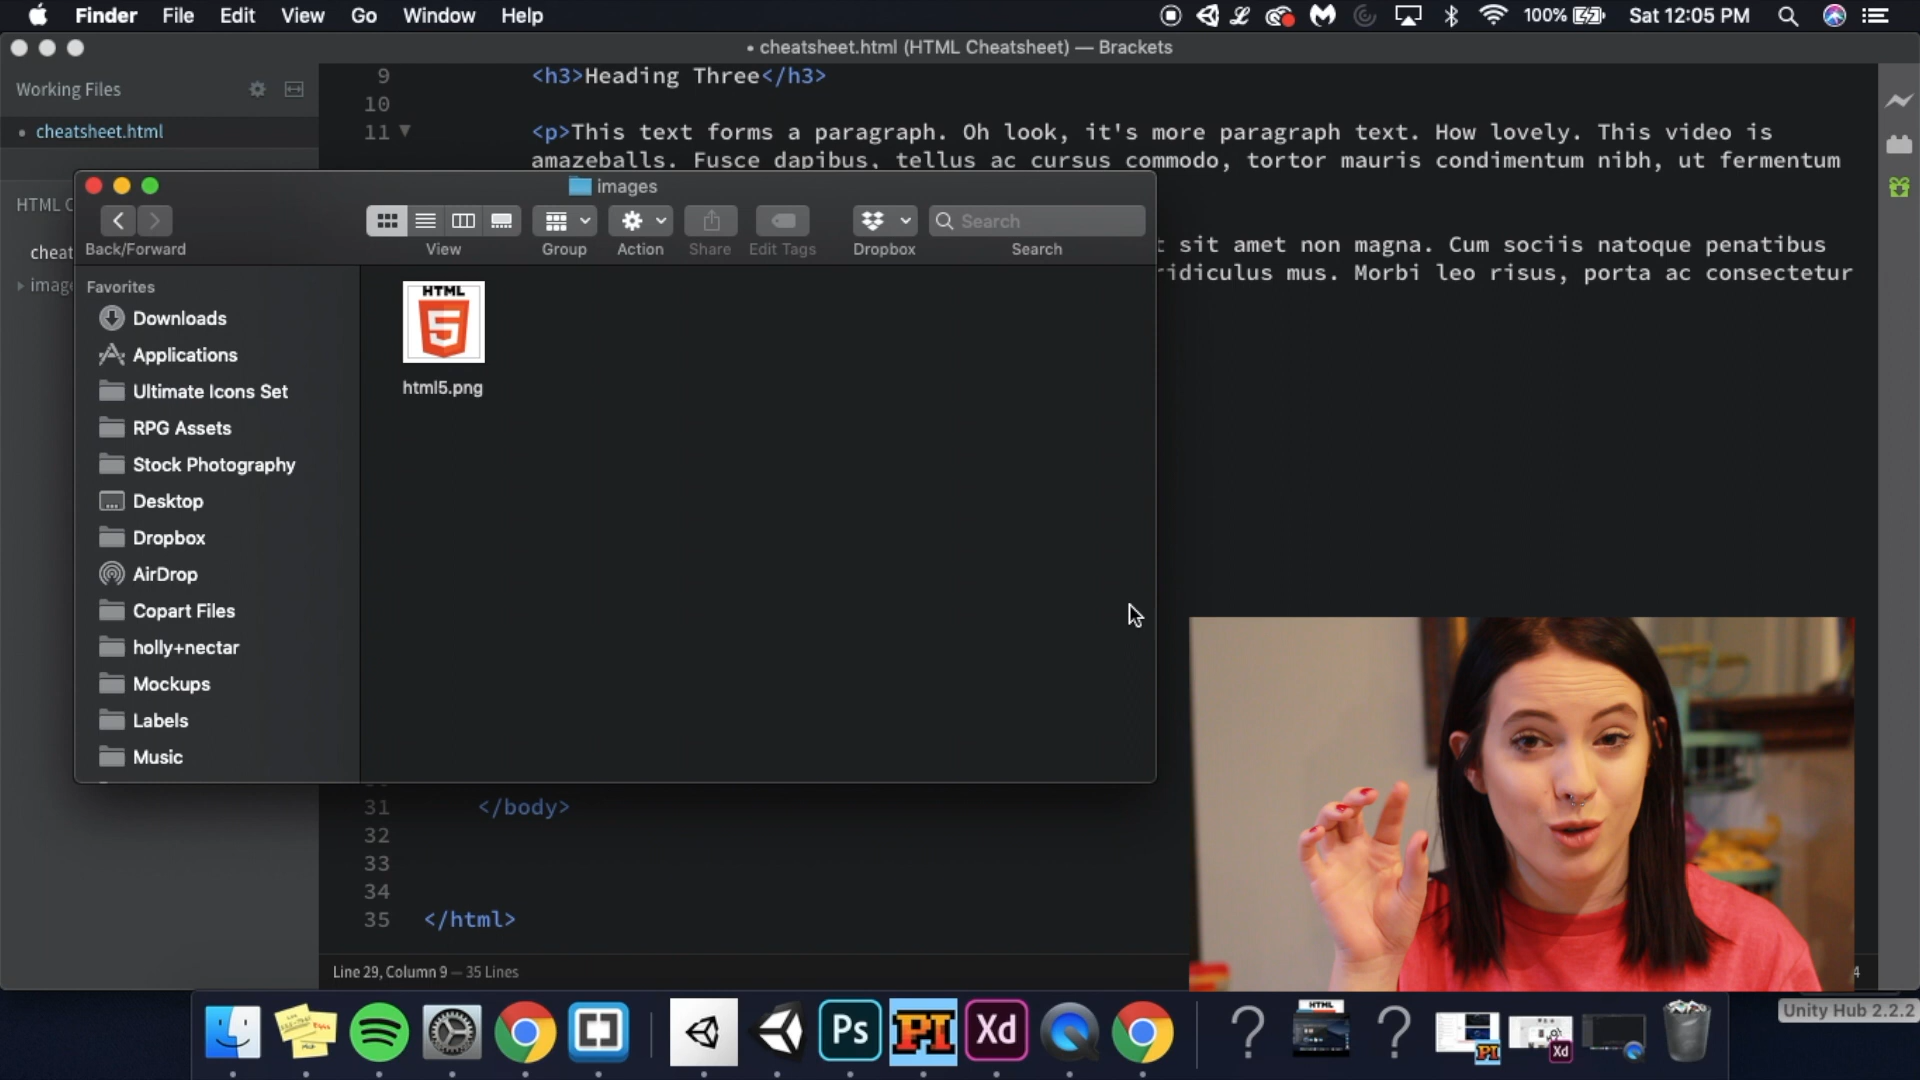 Finder File Edit View Go Window Help 100% Sat 12:05 PM
• cheatsheet.html (HTML Cheatsheet) — Brackets
Working Files
• cheatsheet.html
HTML C
cheat
image
9 <h3>Heading Three</h3>
10
11 <p>This text forms a paragraph. Oh look, it's more paragraph text. How lovely. This video is
amazeballs. Fusce dapibus, tellus ac cursus commodo, tortor mauris condimentum nibh, ut fermentum
t sit amet non magna. Cum sociis natoque penatibus
ridiculus mus. Morbi leo risus, porta ac consectetur
images
Search
Back/Forward View Group Action Share Edit Tags Dropbox Search
Favorites
Downloads
Applications
Ultimate Icons Set
RPG Assets
Stock Photography
Desktop
Dropbox
AirDrop
Copart Files
holly+nectar
Mockups
Labels
Music
HTML
5
html5.png
31 </body>
32
33
34
35 </html>
Line 29, Column 9 — 35 Lines
4
Unity Hub 2.2.2
Ps PI Xd
HTML
PI Xd